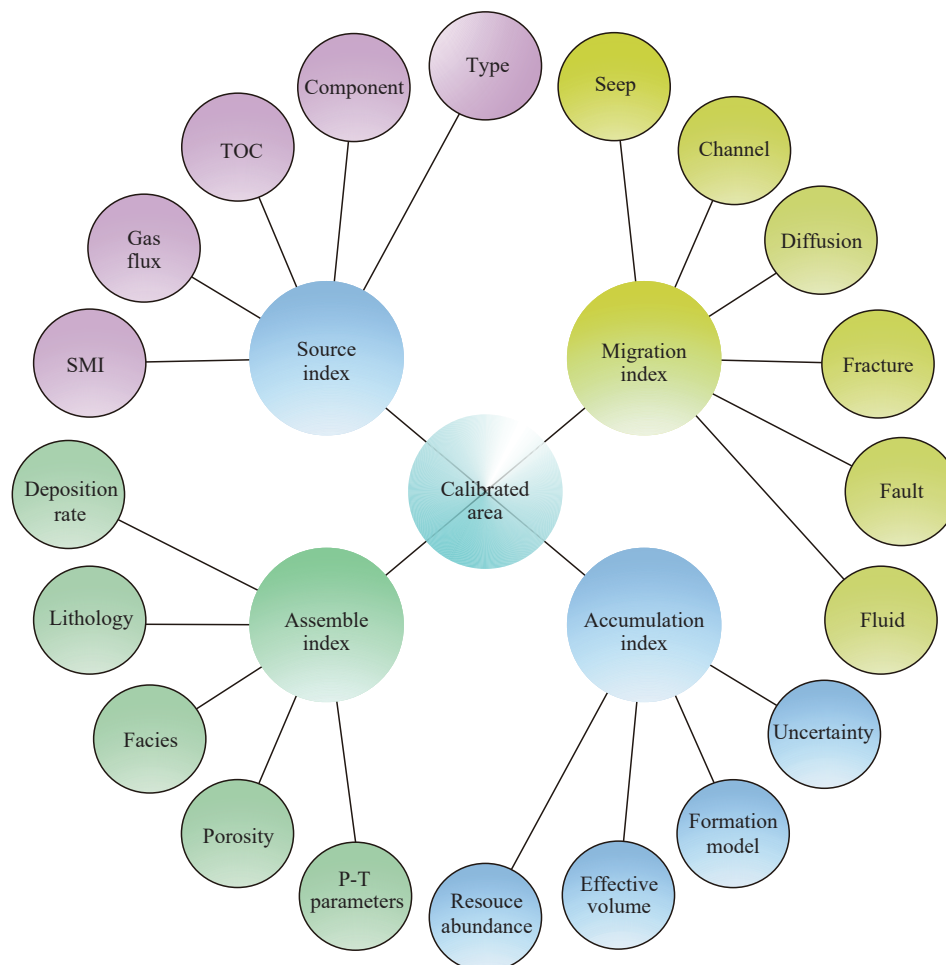 Type
Component
Seep
TOC
Channel
Gas
flux
Diffusion
SMI
Source
index
Migration
index
Fracture
Deposition
rate
Calibrated
area
Fault
Lithology
Assemble
index
Accumulation
index
Fluid
Facies
Uncertainty
Porosity
Formation
model
P-T
parameters
Resouce
abundance
Effective
volume